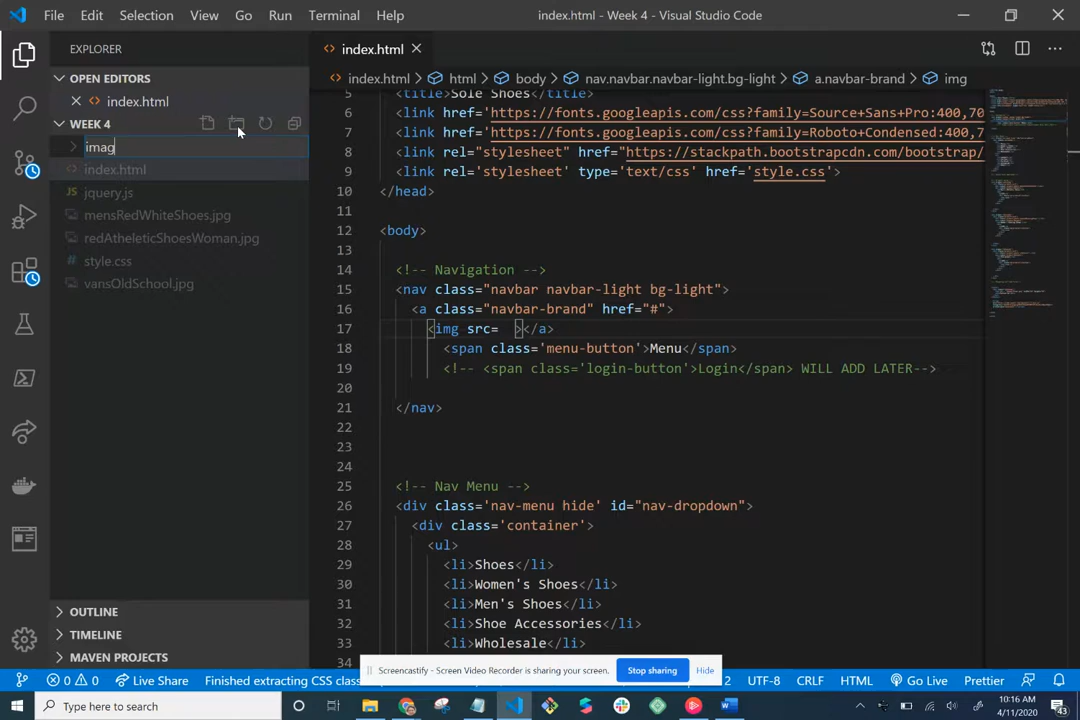 File Edit Selection View Go Run Terminal Help index.html - Week 4 - Visual Studio Code
EXPLORER
OPEN EDITORS
index.html
WEEK 4
imag
index.html
jquery.js
mensRedWhiteShoes.jpg
redAtheleticShoesWoman.jpg
style.css
vansOldSchool.jpg
OUTLINE
TIMELINE
MAVEN PROJECTS
index.html
index.html html body nav.navbar.navbar-light.bg-light a.navbar-brand img
5 <title>Sole Shoes</title>
6 <link href='https://fonts.googleapis.com/css?family=Source+Sans+Pro:400,70
7 <link href='https://fonts.googleapis.com/css?family=Roboto+Condensed:400,7
8 <link rel="stylesheet" href="https://stackpath.bootstrapcdn.com/bootstrap/
9 <link rel='stylesheet' type='text/css' href='style.css'>
10 </head>
11
12 <body>
13
14 <!-- Navigation -->
15 <nav class="navbar navbar-light bg-light">
16 <a class="navbar-brand" href="#">
17 <img src=  ></a>
18 <span class='menu-button'>Menu</span>
19 <!-- <span class='login-button'>Login</span> WILL ADD LATER-->
20
21 </nav>
22
23
24
25 <!-- Nav Menu -->
26 <div class='nav-menu hide' id="nav-dropdown">
27 <div class='container'>
28 <ul>
29 <li>Shoes</li>
30 <li>Women's Shoes</li>
31 <li>Men's Shoes</li>
32 <li>Shoe Accessories</li>
33 <li>Wholesale</li>
34
Screencastify - Screen Video Recorder is sharing your screen. Stop sharing Hide
0 0 Live Share Finished extracting CSS clas 2 UTF-8 CRLF HTML Go Live Prettier
Type here to search
10:16 AM
4/11/2020
43